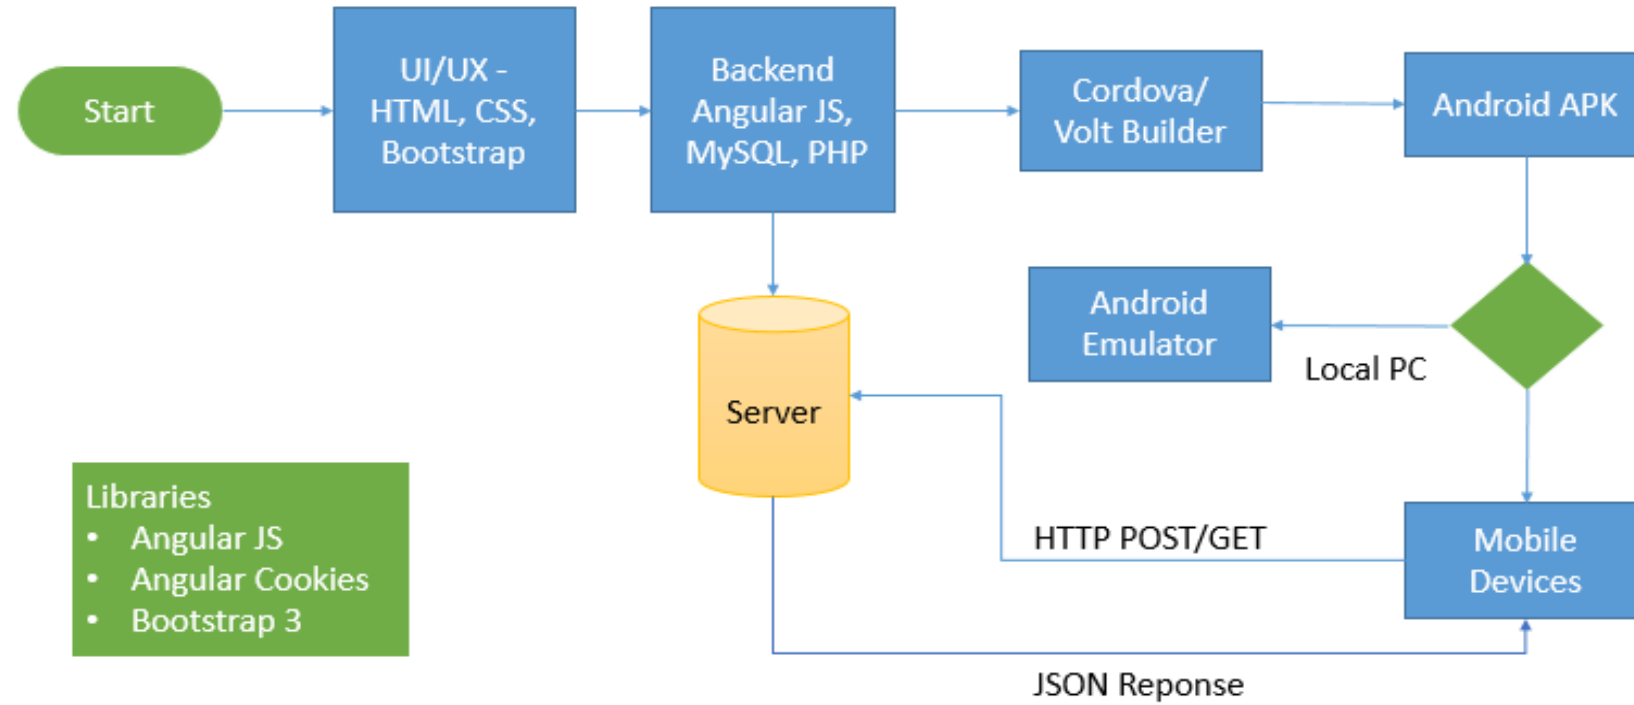 Start
UI/UX -
HTML, CSS,
Bootstrap
Backend
Angular JS,
MySQL, PHP
Cordova/
Volt Builder
Android APK
Android
Emulator
Local PC
Server
Libraries
• Angular JS
• Angular Cookies
• Bootstrap 3
HTTP POST/GET
Mobile
Devices
JSON Reponse